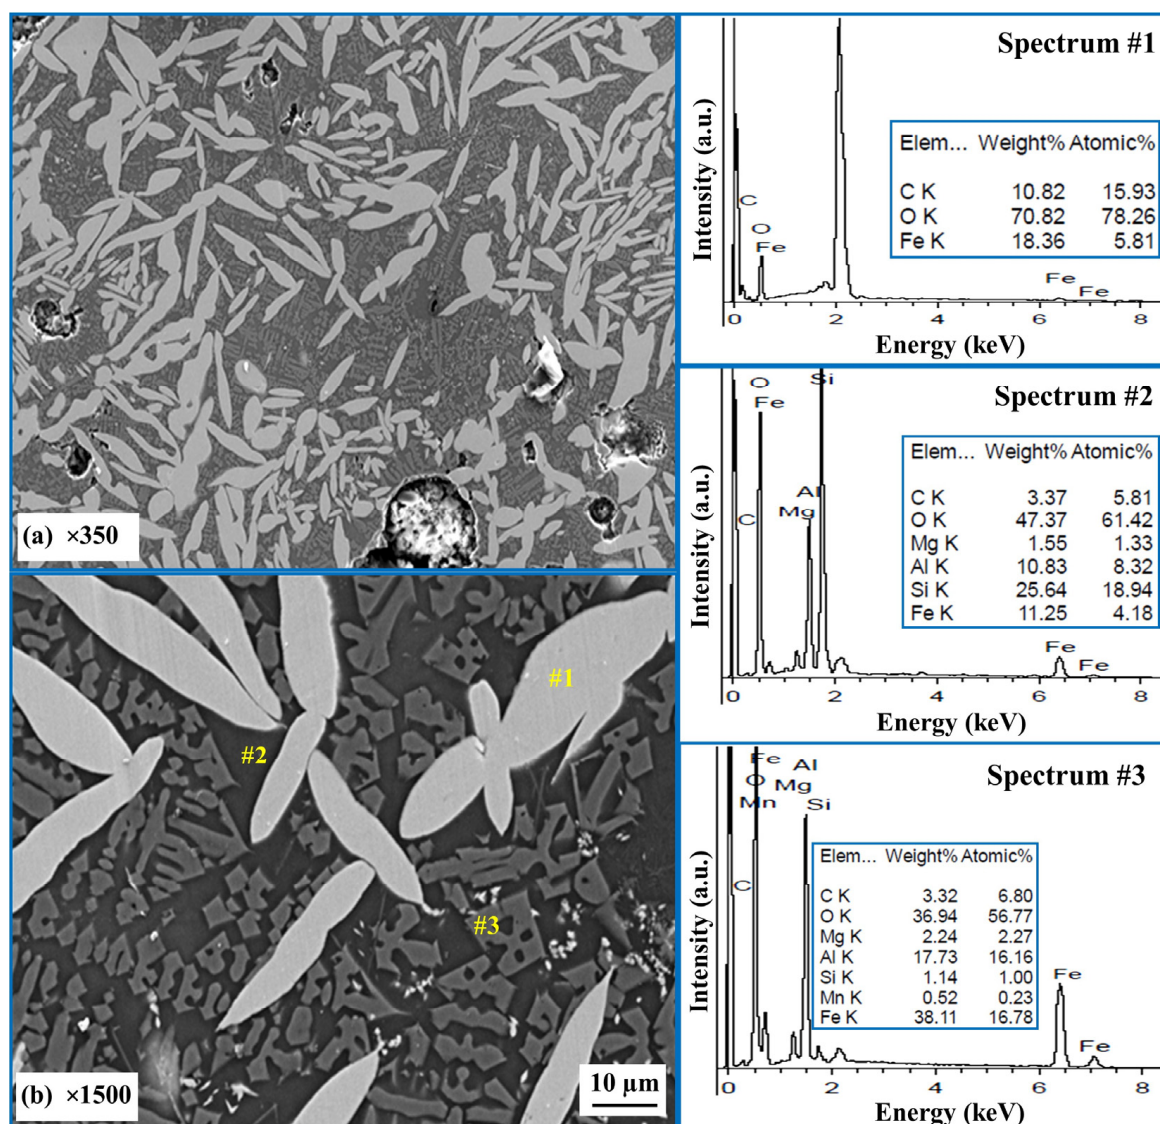 (a) ×350
#1
#2
#3
(b) ×1500
10 µm
Spectrum #1
Intensity (a.u.)
Elem... Weight% Atomic%
C K 10.82 15.93
O K 70.82 78.26
Fe K 18.36 5.81
C
O
Fe
Fe
Fe
0 2 4 6 8
Energy (keV)
Spectrum #2
Intensity (a.u.)
Elem... Weight% Atomic%
C K 3.37 5.81
O K 47.37 61.42
Mg K 1.55 1.33
Al K 10.83 8.32
Si K 25.64 18.94
Fe K 11.25 4.18
O
Fe
Si
Al
Mg
C
Fe
Fe
0 2 4 6 8
Energy (keV)
Spectrum #3
Intensity (a.u.)
Elem... Weight% Atomic%
C K 3.32 6.80
O K 36.94 56.77
Mg K 2.24 2.27
Al K 17.73 16.16
Si K 1.14 1.00
Mn K 0.52 0.23
Fe K 38.11 16.78
Fe
Al
O
Mg
Mn
Si
C
Fe
Fe
0 2 4 6 8
Energy (keV)